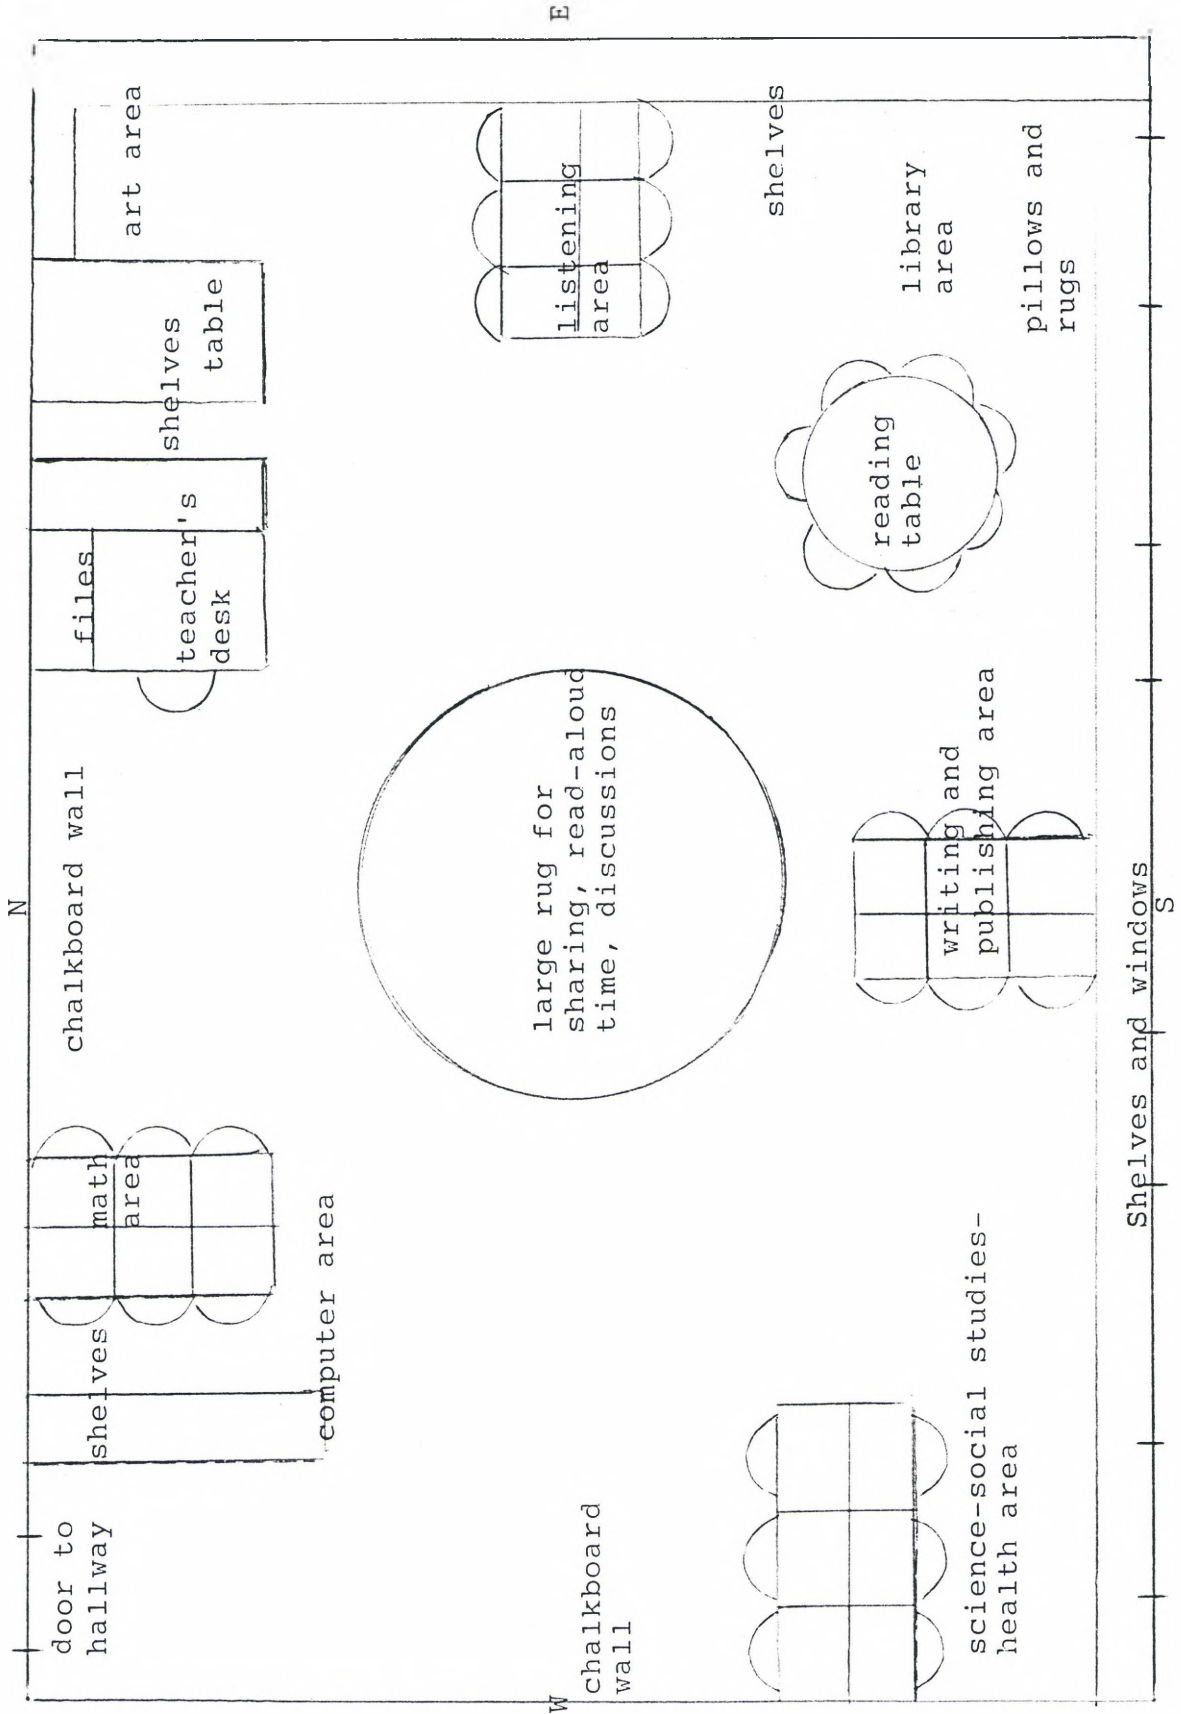 N
door to
hallway
shelves
math
area
chalkboard wall
files
teacher's
desk
shelves
table
art area
computer area
W
chalkboard
wall
large rug for
sharing, read-aloud
time, discussions
listening
area
E
shelves
science-social studies-
health area
writing and
publishing area
reading
table
library
area
pillows and
rugs
Shelves and windows
S